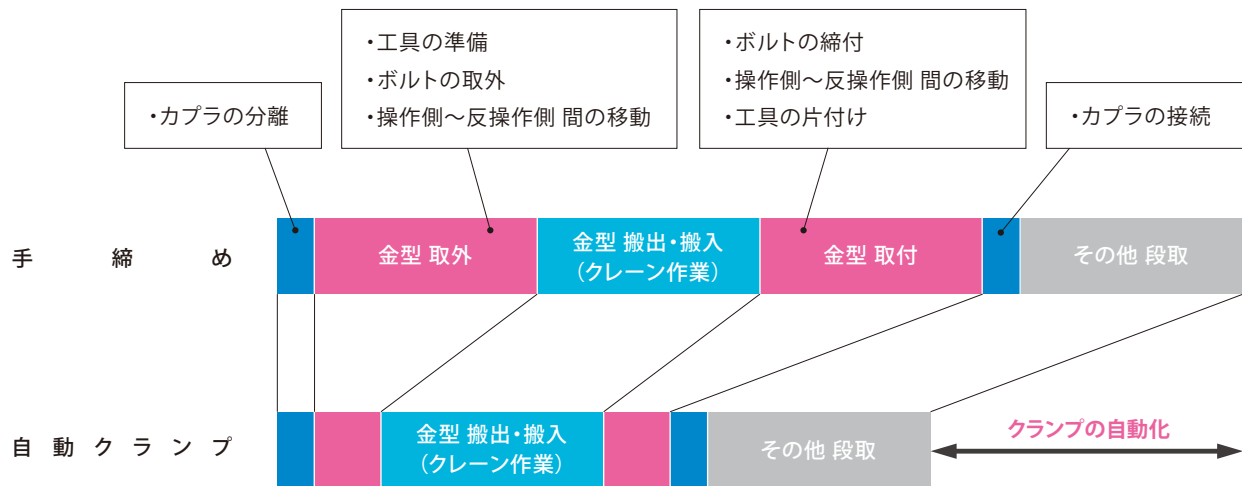 ・カプラの分離
・工具の準備
・ボルトの取外
・操作側～反操作側 間の移動
・ボルトの締付
・操作側～反操作側 間の移動
・工具の片付け
・カプラの接続
手締め
金型 取外
金型 搬出・搬入
（クレーン作業）
金型 取付
その他 段取
自動クランプ
金型 搬出・搬入
（クレーン作業）
その他 段取
クランプの自動化